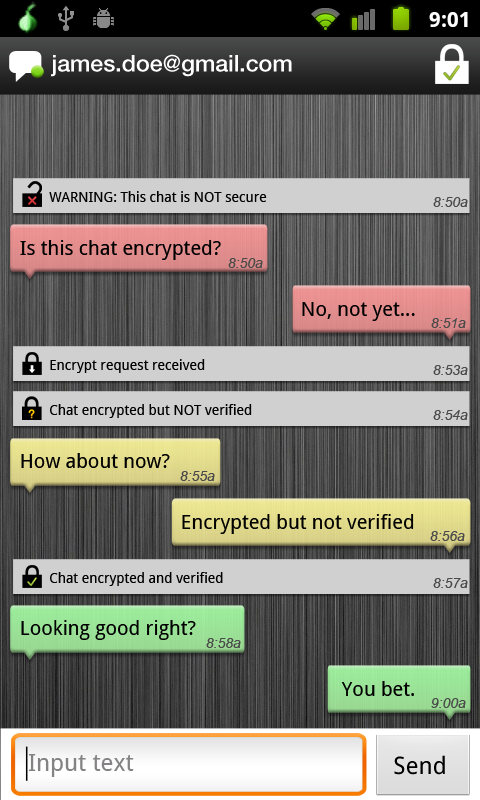 9:01
james.doe@gmail.com
WARNING: This chat is NOT secure
8:50a
Is this chat encrypted?
8:50a
No, not yet...
8:51a
Encrypt request received
8:53a
Chat encrypted but NOT verified
8:54a
How about now?
8:55a
Encrypted but not verified
8:56a
Chat encrypted and verified
8:57a
Looking good right?
8:58a
You bet.
9:00a
Input text
Send